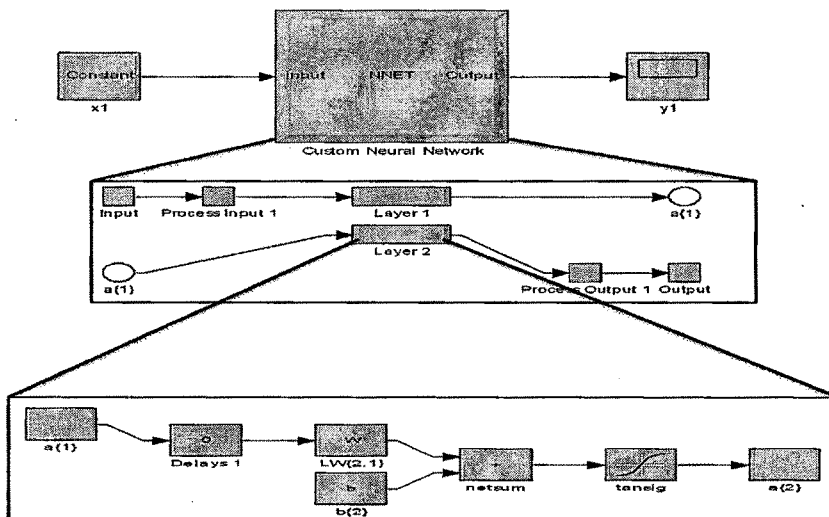 Constant Input NNET Output
x1 y1
Custom Neural Network
Input Process Input 1 Layer 1 a{1}
Layer 2
a{1} Process Output 1 Output
a{1} Delays 1 LW{2,1} netsum tansig a{2}
W
b
b{2}